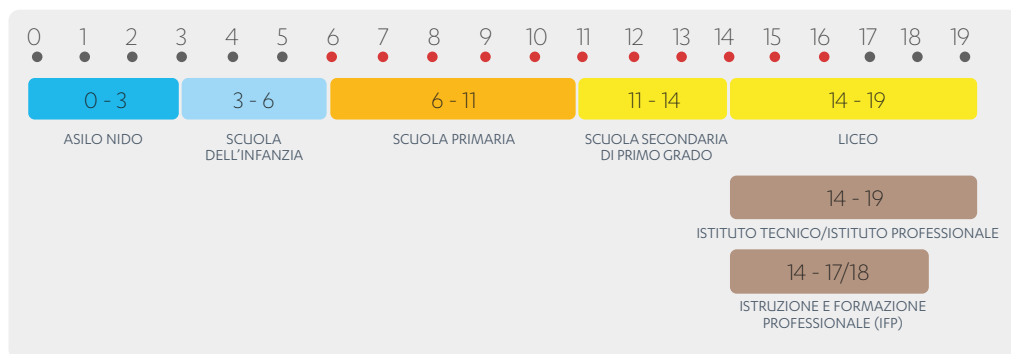 0 1 2 3 4 5 6 7 8 9 10 11 12 13 14 15 16 17 18 19
0 - 3 3 - 6 6 - 11 11 - 14 14 - 19
ASILO NIDO SCUOLA SCUOLA PRIMARIA SCUOLA SECONDARIA LICEO
DELL'INFANZIA DI PRIMO GRADO
14 - 19
ISTITUTO TECNICO/ISTITUTO PROFESSIONALE
14 - 17/18
ISTRUZIONE E FORMAZIONE
PROFESSIONALE (IFP)